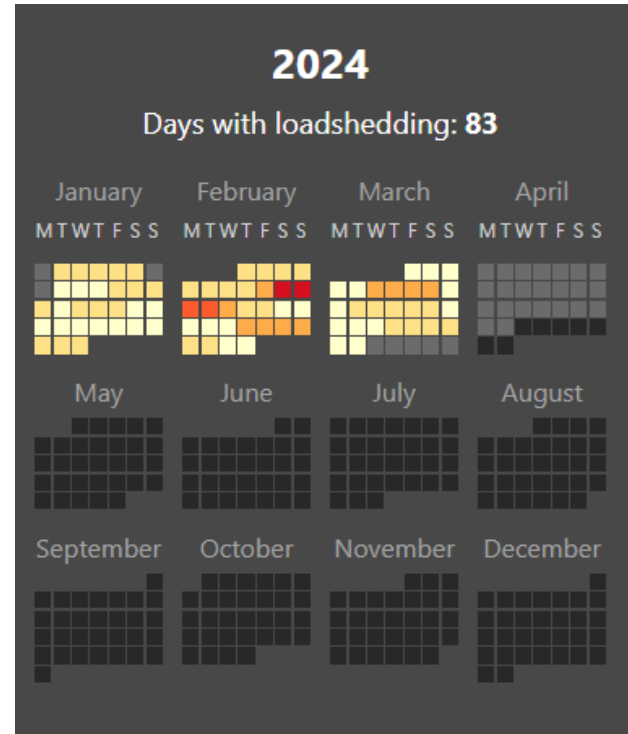 2024
Days with loadshedding: 83
January February March April
M T W T F S S M T W T F S S M T W T F S S M T W T F S S
May June July August
September October November December